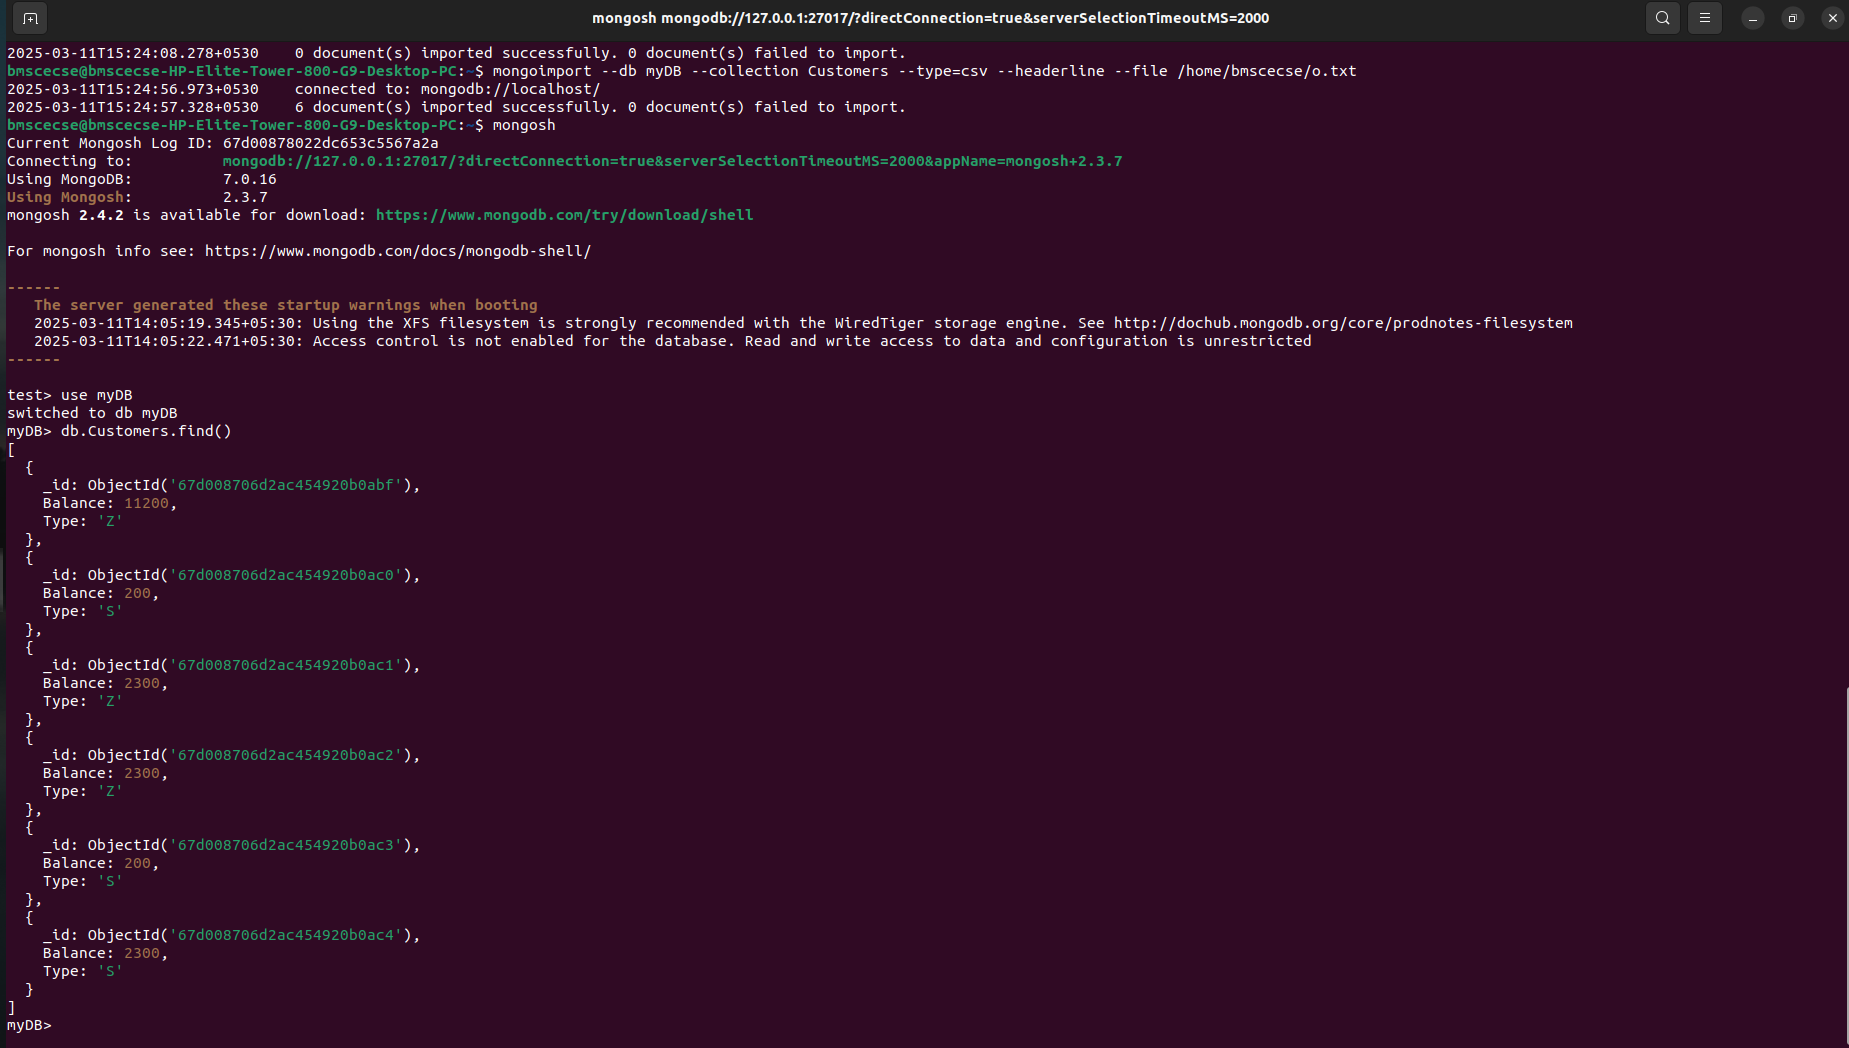 mongosh mongodb://127.0.0.1:27017/?directConnection=true&serverSelectionTimeoutMS=2000
2025-03-11T15:24:08.278+0530    0 document(s) imported successfully. 0 document(s) failed to import.
bmscecse@bmscecse-HP-Elite-Tower-800-G9-Desktop-PC:~$ mongoimport --db myDB --collection Customers --type=csv --headerline --file /home/bmscecse/o.txt
2025-03-11T15:24:56.973+0530    connected to: mongodb://localhost/
2025-03-11T15:24:57.328+0530    6 document(s) imported successfully. 0 document(s) failed to import.
bmscecse@bmscecse-HP-Elite-Tower-800-G9-Desktop-PC:~$ mongosh
Current Mongosh Log ID: 67d00878022dc653c5567a2a
Connecting to:          mongodb://127.0.0.1:27017/?directConnection=true&serverSelectionTimeoutMS=2000&appName=mongosh+2.3.7
Using MongoDB:          7.0.16
Using Mongosh:          2.3.7
mongosh 2.4.2 is available for download: https://www.mongodb.com/try/download/shell
For mongosh info see: https://www.mongodb.com/docs/mongodb-shell/
------
   The server generated these startup warnings when booting
   2025-03-11T14:05:19.345+05:30: Using the XFS filesystem is strongly recommended with the WiredTiger storage engine. See http://dochub.mongodb.org/core/prodnotes-filesystem
   2025-03-11T14:05:22.471+05:30: Access control is not enabled for the database. Read and write access to data and configuration is unrestricted
------
test> use myDB
switched to db myDB
myDB> db.Customers.find()
[
  {
    _id: ObjectId('67d008706d2ac454920b0abf'),
    Balance: 11200,
    Type: 'Z'
  },
  {
    _id: ObjectId('67d008706d2ac454920b0ac0'),
    Balance: 200,
    Type: 'S'
  },
  {
    _id: ObjectId('67d008706d2ac454920b0ac1'),
    Balance: 2300,
    Type: 'Z'
  },
  {
    _id: ObjectId('67d008706d2ac454920b0ac2'),
    Balance: 2300,
    Type: 'Z'
  },
  {
    _id: ObjectId('67d008706d2ac454920b0ac3'),
    Balance: 200,
    Type: 'S'
  },
  {
    _id: ObjectId('67d008706d2ac454920b0ac4'),
    Balance: 2300,
    Type: 'S'
  }
]
myDB>